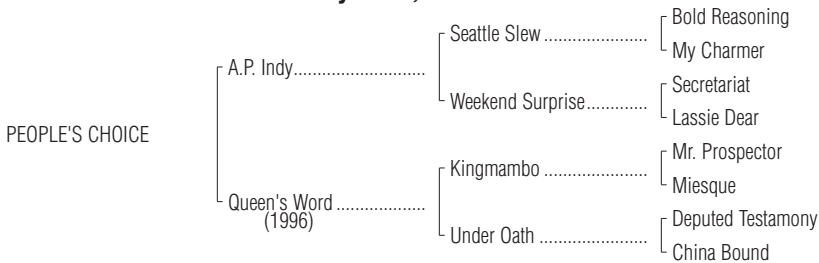 Bold Reasoning
Seattle Slew
My Charmer
A.P. Indy
Secretariat
Weekend Surprise
Lassie Dear
PEOPLE'S CHOICE
Mr. Prospector
Kingmambo
Miesque
Queen's Word
(1996)
Deputed Testamony
Under Oath
China Bound